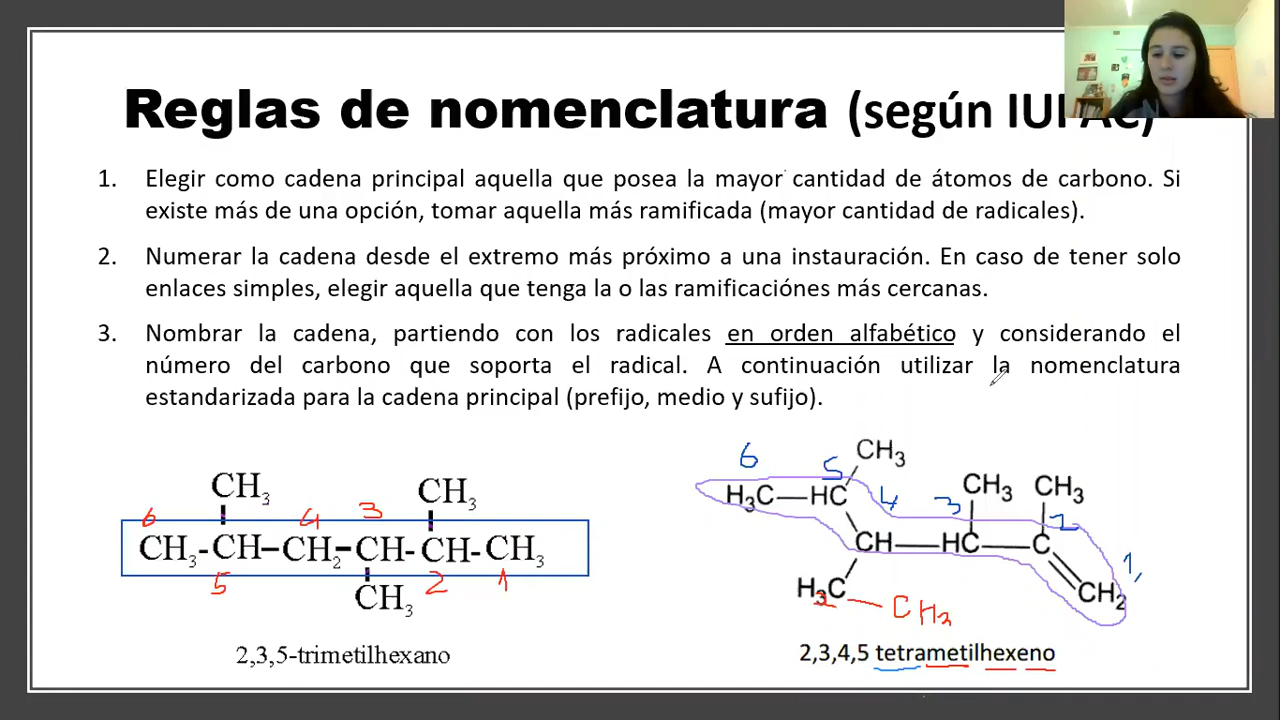 Reglas de nomenclatura (según IUPAC)
1. Elegir como cadena principal aquella que posea la mayor cantidad de átomos de carbono. Si
existe más de una opción, tomar aquella más ramificada (mayor cantidad de radicales).
2. Numerar la cadena desde el extremo más próximo a una instauración. En caso de tener solo
enlaces simples, elegir aquella que tenga la o las ramificaciónes más cercanas.
3. Nombrar la cadena, partiendo con los radicales en orden alfabético y considerando el
número del carbono que soporta el radical. A continuación utilizar la nomenclatura
estandarizada para la cadena principal (prefijo, medio y sufijo).
CH3 CH3
6 4 3
CH3-CH-CH2-CH-CH-CH3
5 2 1
CH3
2,3,5-trimetilhexano
CH3
6 5 4 3 CH3 CH3
H3C-HC 2
CH-HC-C 1,
H3C - CH3 CH2
2,3,4,5 tetrametilhexeno